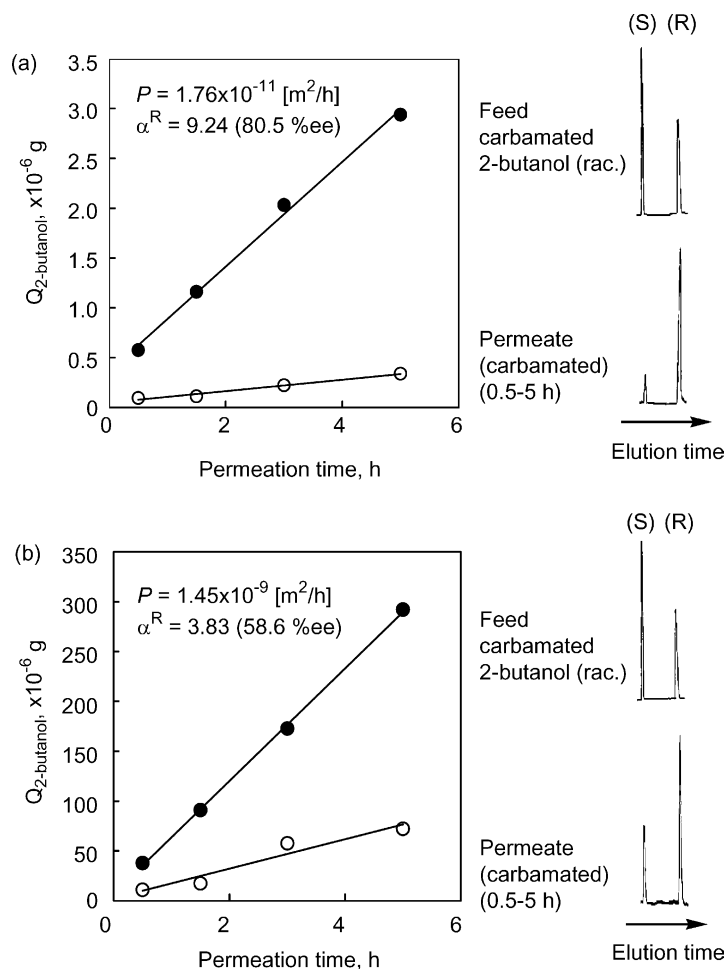 (a)
3.5
3.0
2.5
2.0
1.5
1.0
0.5
0
Q2-butanol, x10-6 g
P = 1.76x10-11 [m2/h]
αR = 9.24 (80.5 %ee)
0 2 4 6
Permeation time, h
(S) (R)
Feed
carbamated
2-butanol (rac.)
Permeate
(carbamated)
(0.5-5 h)
Elution time
(b)
350
300
250
200
150
100
50
0
Q2-butanol, x10-6 g
P = 1.45x10-9 [m2/h]
αR = 3.83 (58.6 %ee)
0 2 4 6
Permeation time, h
(S) (R)
Feed
carbamated
2-butanol (rac.)
Permeate
(carbamated)
(0.5-5 h)
Elution time